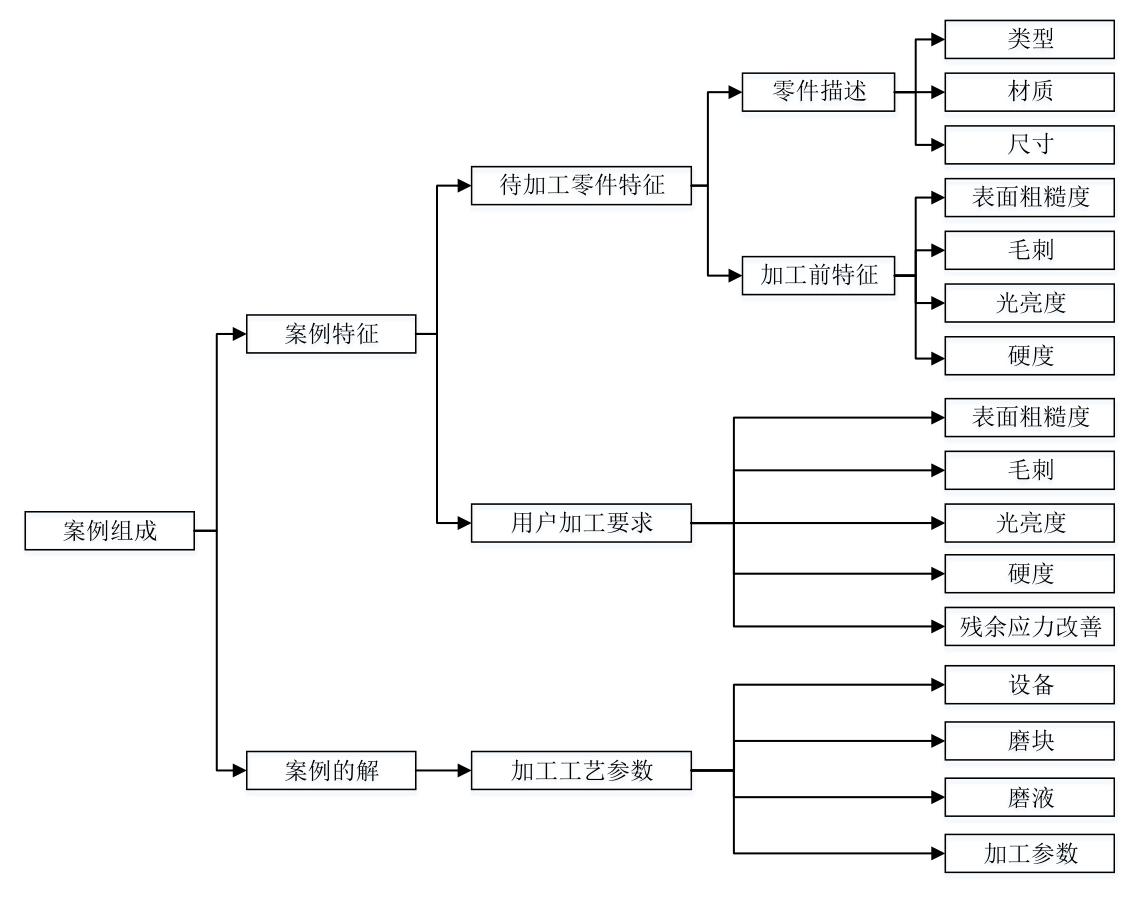 类型
零件描述
材质
尺寸
待加工零件特征
表面粗糙度
毛刺
加工前特征
光亮度
案例特征
硬度
表面粗糙度
毛刺
案例组成
用户加工要求
光亮度
硬度
残余应力改善
设备
磨块
案例的解
加工工艺参数
磨液
加工参数